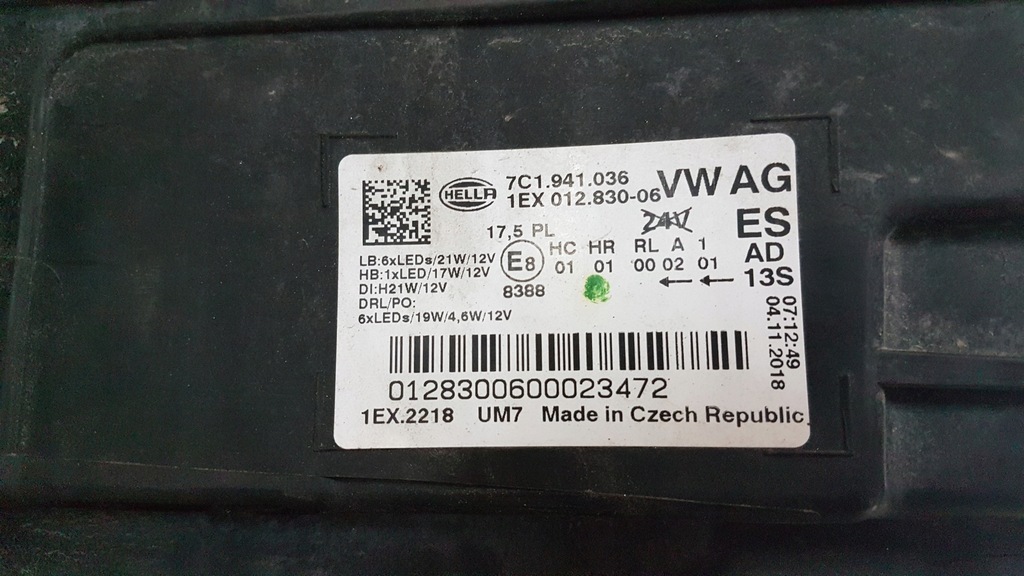 HELLA
7C1.941.036
1EX 012.830-06
VW AG
24V
ES
17,5 PL
HC HR RL A 1
AD
LB:6xLEDs/21W/12V
E8
01 01 00 02 01
HB:1xLED/17W/12V
13S
DI:H21W/12V
8388
DRL/PO:
6xLEDs/19W/4,6W/12V
07:12:49
04.11.2018
0128300600023472
1EX.2218 UM7 Made in Czech Republic